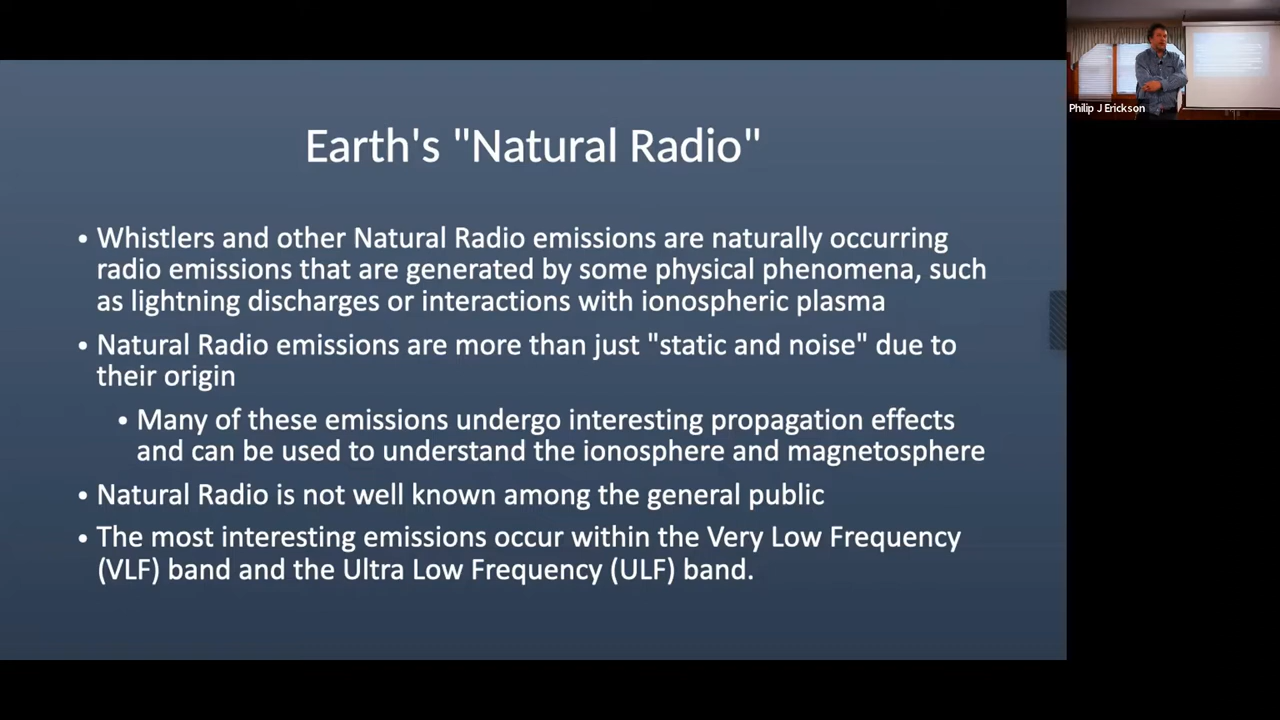 Earth's "Natural Radio"
• Whistlers and other Natural Radio emissions are naturally occurring
radio emissions that are generated by some physical phenomena, such
as lightning discharges or interactions with ionospheric plasma
• Natural Radio emissions are more than just "static and noise" due to
their origin
• Many of these emissions undergo interesting propagation effects
and can be used to understand the ionosphere and magnetosphere
• Natural Radio is not well known among the general public
• The most interesting emissions occur within the Very Low Frequency
(VLF) band and the Ultra Low Frequency (ULF) band.
Philip J Erickson